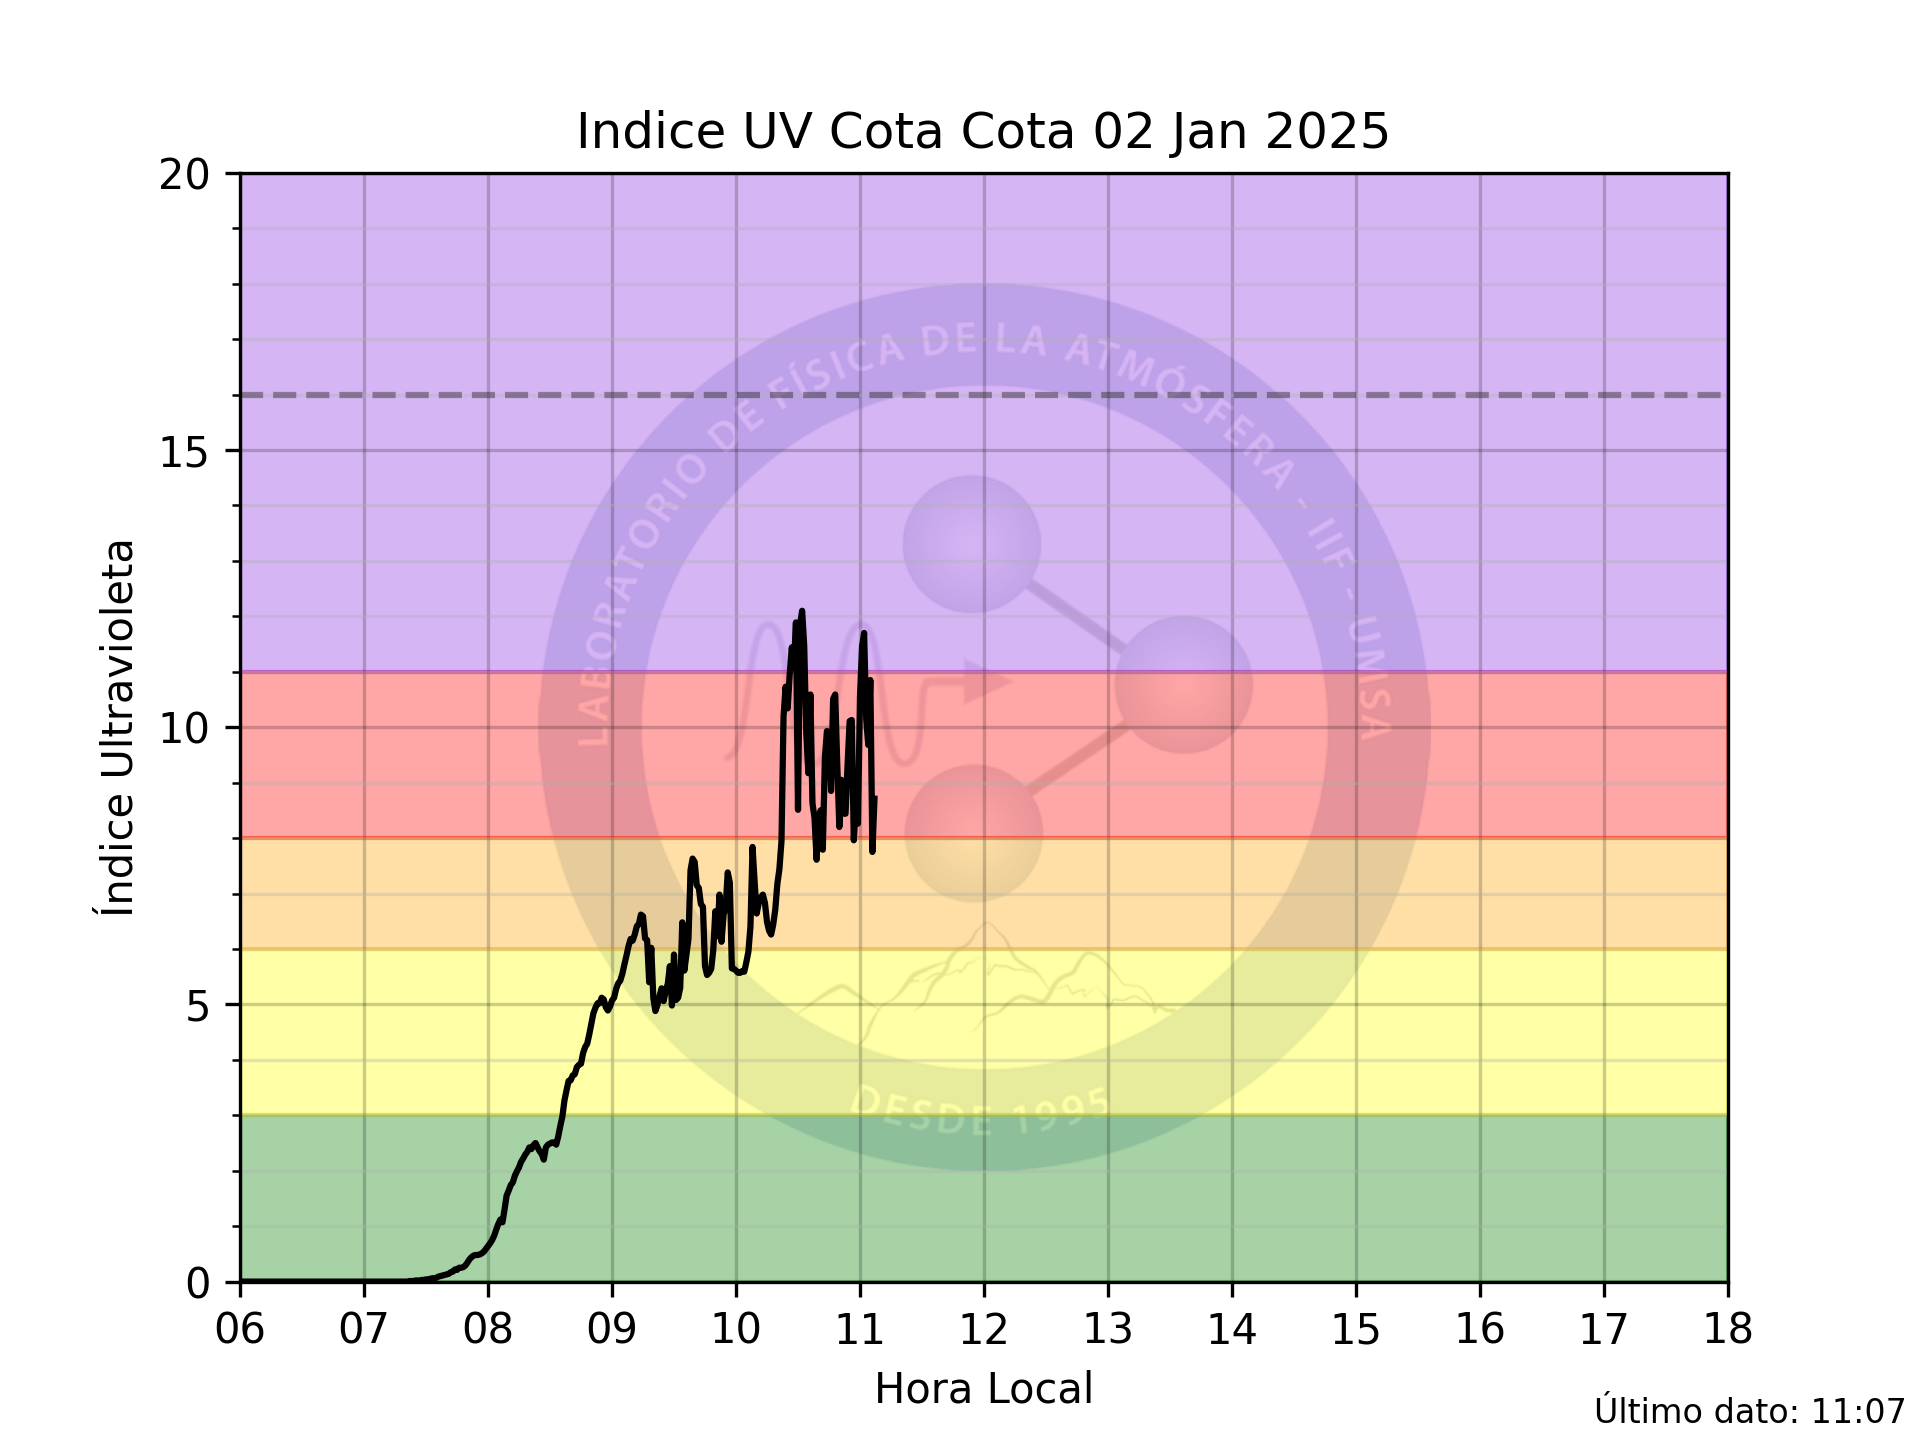 Indice UV Cota Cota 02 Jan 2025
20
15
10
5
0
Índice Ultravioleta
LABORATORIO DE FÍSICA DE LA ATMÓSFERA - IIF - UMSA
DESDE 1995
06 07 08 09 10 11 12 13 14 15 16 17 18
Hora Local
Último dato: 11:07